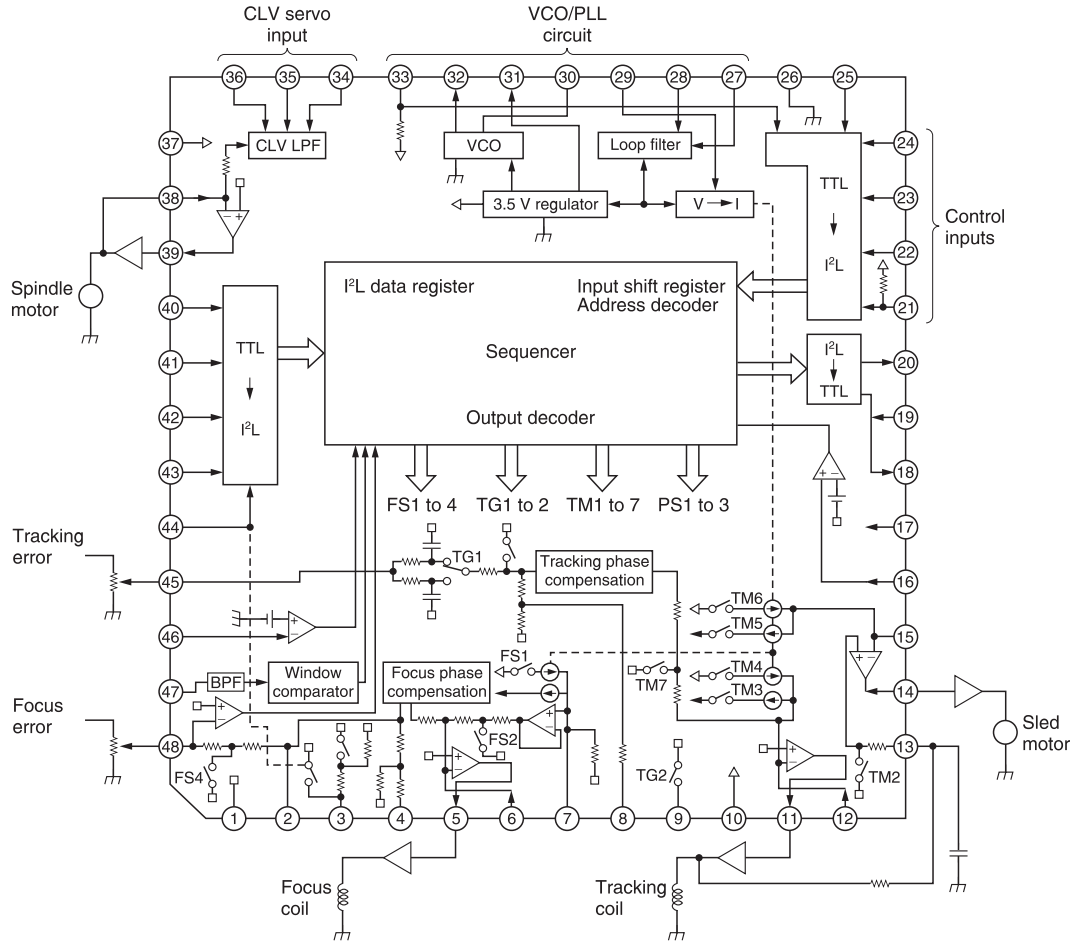 CLV servo
input
VCO/PLL
circuit
36 35 34 33 32 31 30 29 28 27 26 25
37
CLV LPF
VCO
Loop filter
24
38
− +
3.5 V regulator
V → I
TTL
I²L
23
Control
inputs
39
22
Spindle
motor
I²L data register
Input shift register
Address decoder
21
40
TTL
I²L
Sequencer
I²L
TTL
20
41
42
Output decoder
19
43
+ −
18
FS1 to 4
TG1 to 2
TM1 to 7
PS1 to 3
44
17
Tracking
error
TG1
Tracking phase
compensation
45
16
TM6
46
+
−
TM5
15
FS1
TM4
− +
47
BPF
Window
comparator
Focus phase
compensation
TM7
TM3
14
Focus
error
+
−
+
−
Sled
motor
48
FS2
+
−
+
−
13
FS4
TG2
TM2
1 2 3 4 5 6 7 8 9 10 11 12
Focus
coil
Tracking
coil